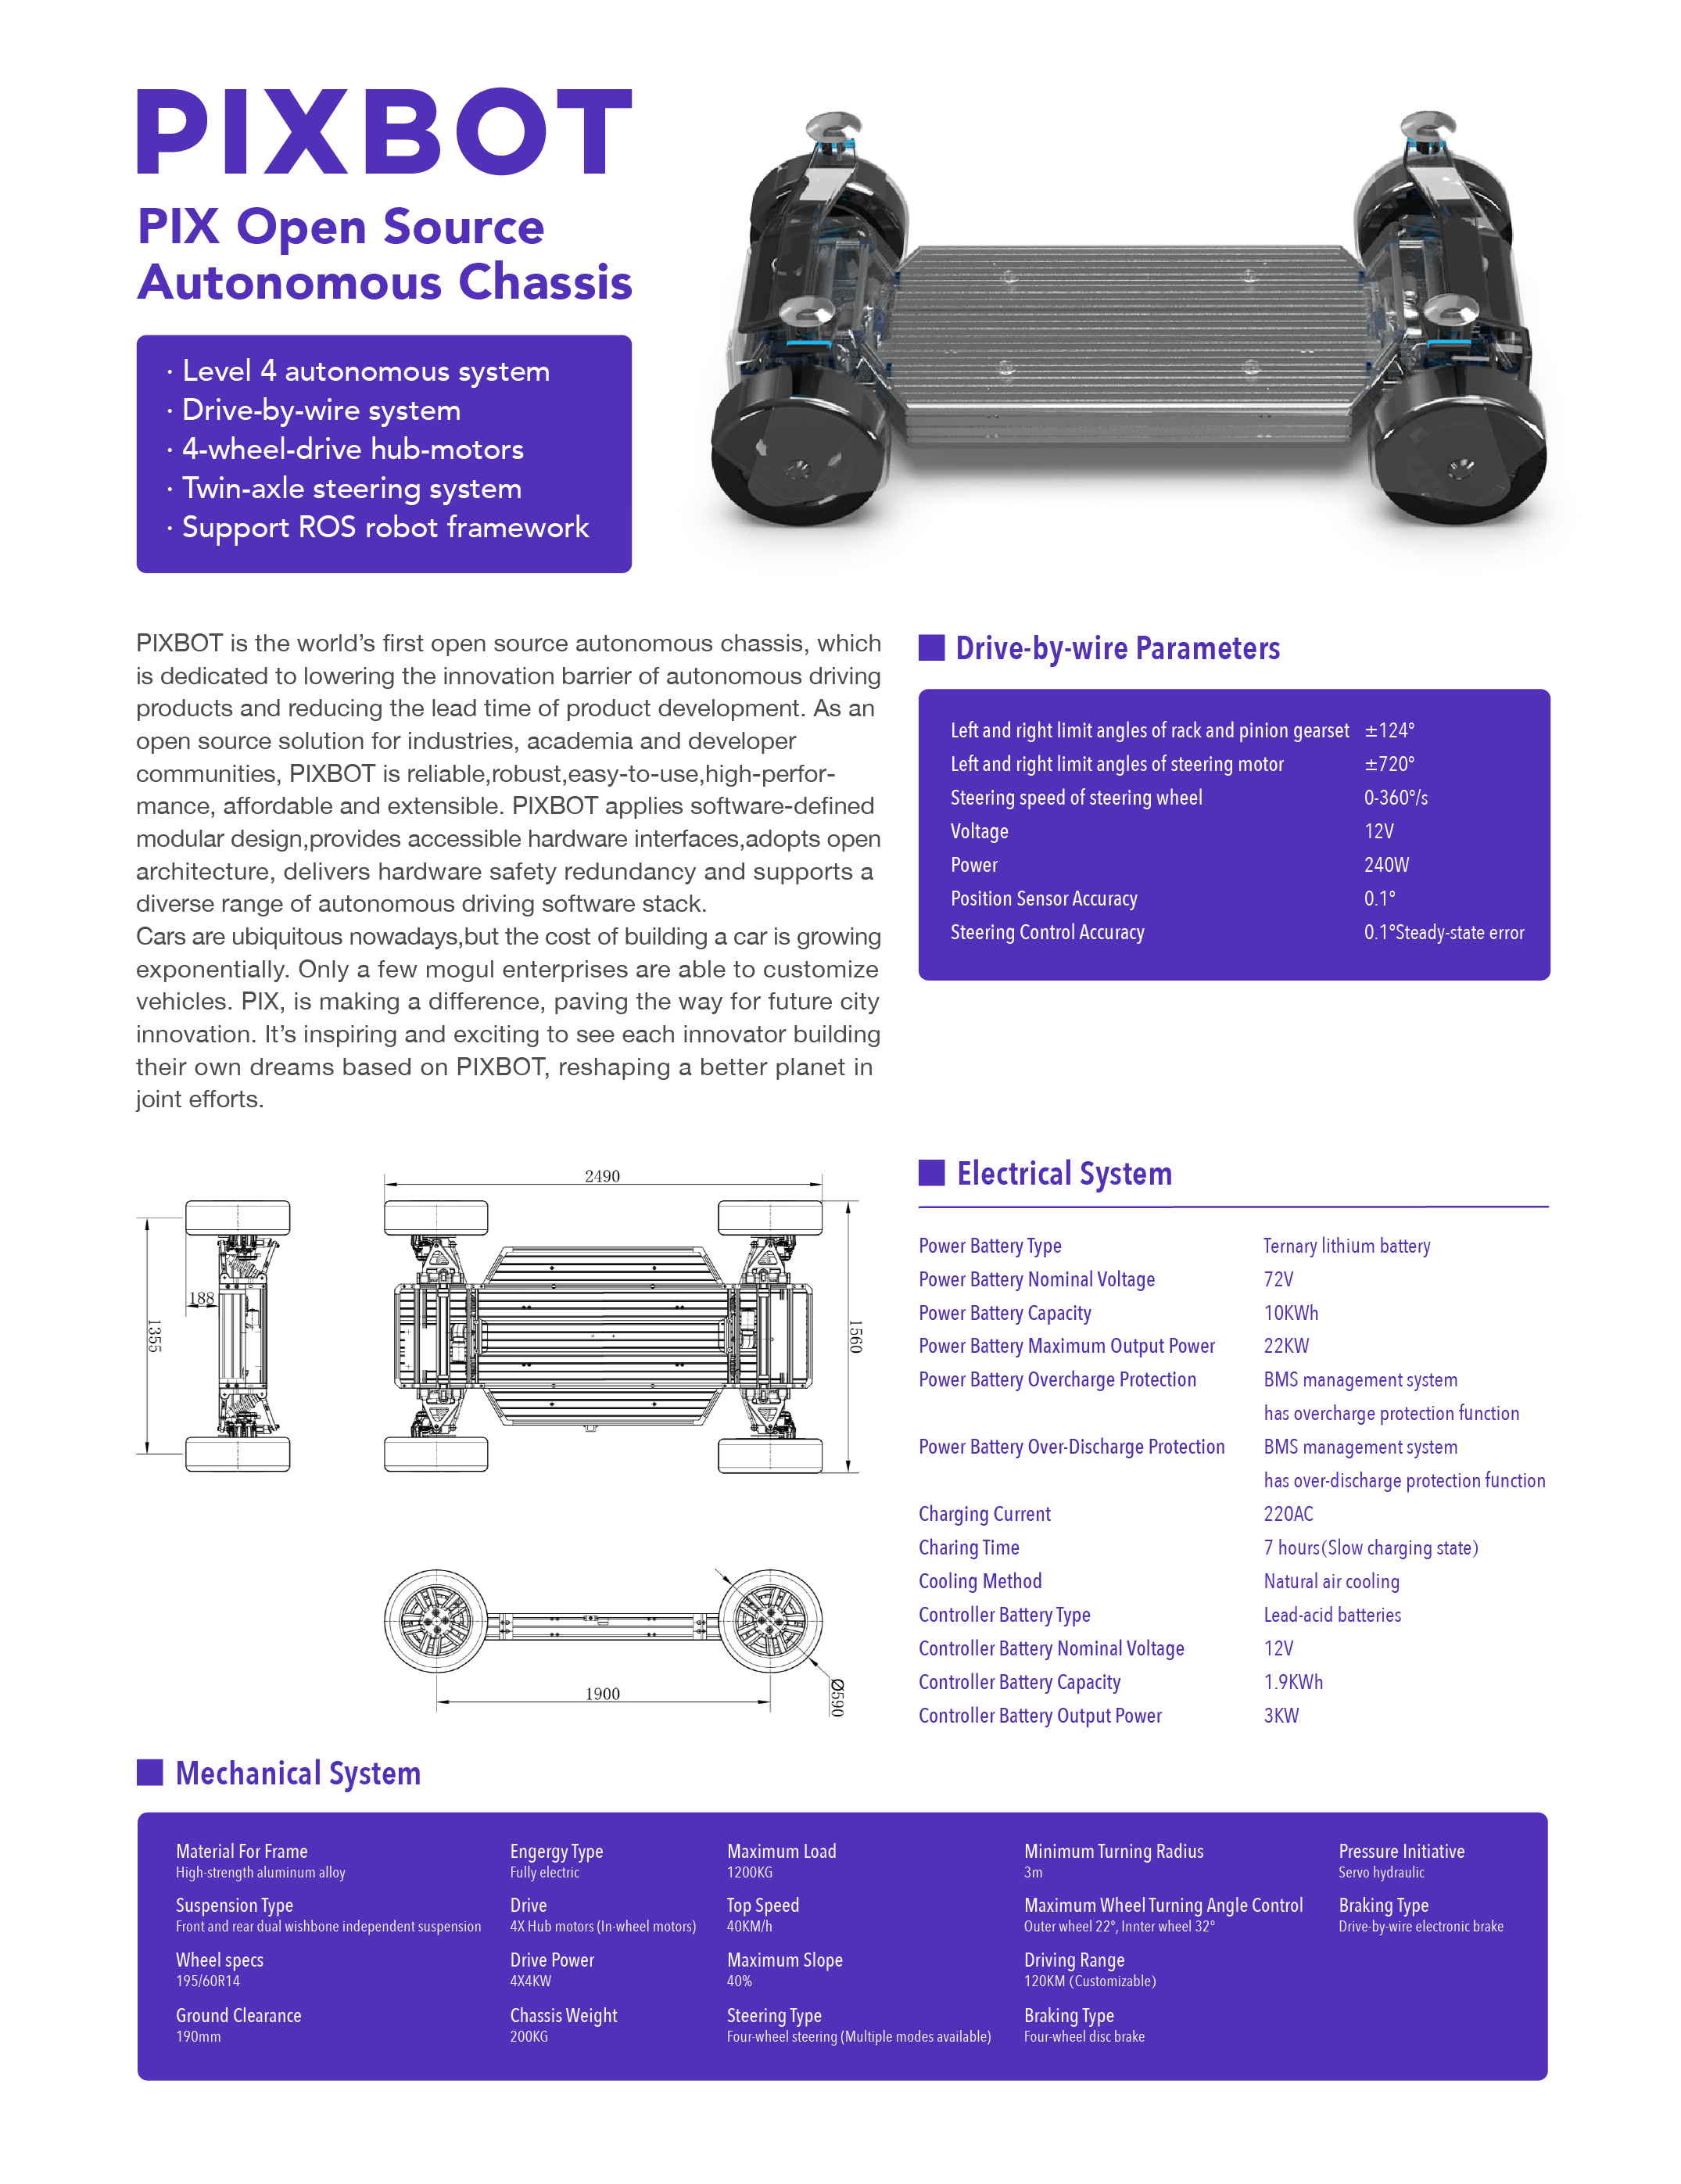 PIXBOT
PIX Open Source
Autonomous Chassis
· Level 4 autonomous system
· Drive-by-wire system
· 4-wheel-drive hub-motors
· Twin-axle steering system
· Support ROS robot framework
PIXBOT is the world’s first open source autonomous chassis, which
is dedicated to lowering the innovation barrier of autonomous driving
products and reducing the lead time of product development. As an
open source solution for industries, academia and developer
communities, PIXBOT is reliable,robust,easy-to-use,high-perfor-
mance, affordable and extensible. PIXBOT applies software-defined
modular design,provides accessible hardware interfaces,adopts open
architecture, delivers hardware safety redundancy and supports a
diverse range of autonomous driving software stack.
Cars are ubiquitous nowadays,but the cost of building a car is growing
exponentially. Only a few mogul enterprises are able to customize
vehicles. PIX, is making a difference, paving the way for future city
innovation. It’s inspiring and exciting to see each innovator building
their own dreams based on PIXBOT, reshaping a better planet in
joint efforts.
Drive-by-wire Parameters
Left and right limit angles of rack and pinion gearset ±124°
Left and right limit angles of steering motor ±720°
Steering speed of steering wheel 0-360°/s
Voltage 12V
Power 240W
Position Sensor Accuracy 0.1°
Steering Control Accuracy 0.1°Steady-state error
2490
188
1355
1560
1900
Ø590
Electrical System
Power Battery Type Ternary lithium battery
Power Battery Nominal Voltage 72V
Power Battery Capacity 10KWh
Power Battery Maximum Output Power 22KW
Power Battery Overcharge Protection BMS management system
has overcharge protection function
Power Battery Over-Discharge Protection BMS management system
has over-discharge protection function
Charging Current 220AC
Charing Time 7 hours(Slow charging state)
Cooling Method Natural air cooling
Controller Battery Type Lead-acid batteries
Controller Battery Nominal Voltage 12V
Controller Battery Capacity 1.9KWh
Controller Battery Output Power 3KW
Mechanical System
Material For Frame
High-strength aluminum alloy
Suspension Type
Front and rear dual wishbone independent suspension
Wheel specs
195/60R14
Ground Clearance
190mm
Engergy Type
Fully electric
Drive
4X Hub motors (In-wheel motors)
Drive Power
4X4KW
Chassis Weight
200KG
Maximum Load
1200KG
Top Speed
40KM/h
Maximum Slope
40%
Steering Type
Four-wheel steering (Multiple modes available)
Minimum Turning Radius
3m
Maximum Wheel Turning Angle Control
Outer wheel 22°, Innter wheel 32°
Driving Range
120KM (Customizable)
Braking Type
Four-wheel disc brake
Pressure Initiative
Servo hydraulic
Braking Type
Drive-by-wire electronic brake